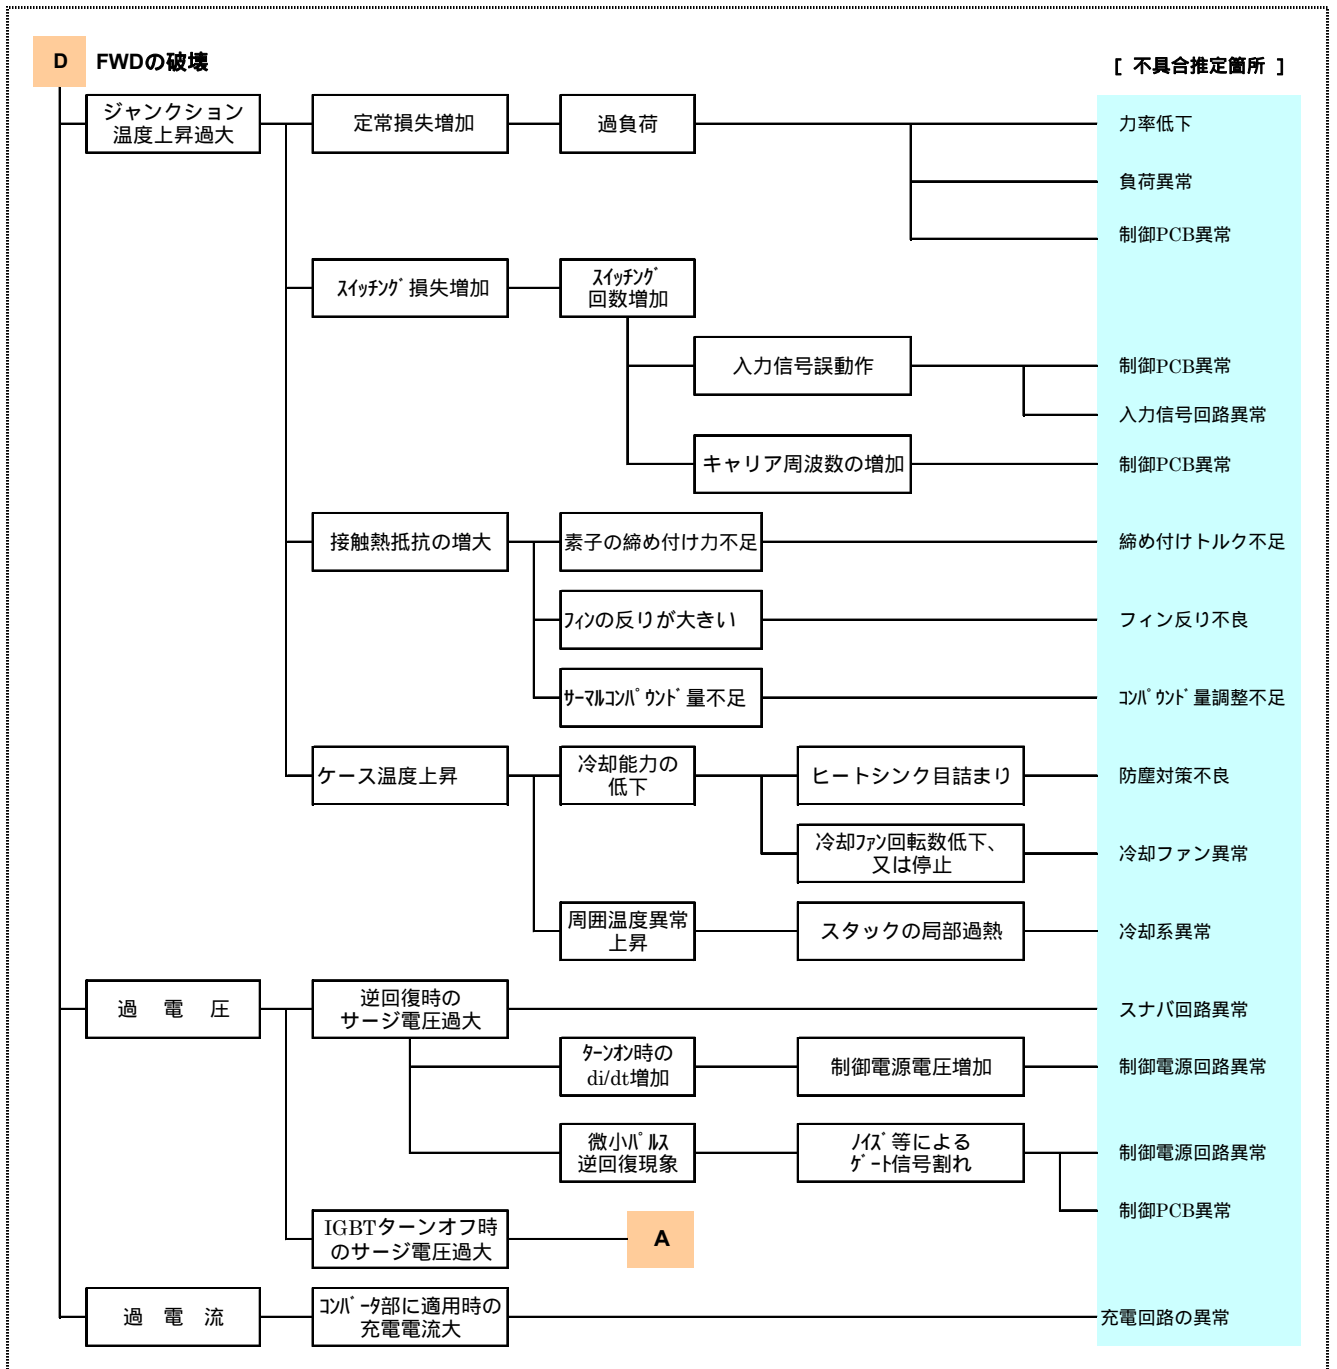 D FWDの破壊
[ 不具合推定箇所 ]
ジャンクション
温度上昇過大
定常損失増加
過負荷
力率低下
負荷異常
制御PCB異常
ｽｲｯﾁﾝｸﾞ損失増加
ｽｲｯﾁﾝｸﾞ
回数増加
入力信号誤動作
制御PCB異常
入力信号回路異常
キャリア周波数の増加
制御PCB異常
接触熱抵抗の増大
素子の締め付け力不足
締め付けトルク不足
ﾌｨﾝの反りが大きい
フィン反り不良
ｻｰﾏﾙｺﾝﾊﾟｳﾝﾄﾞ量不足
ｺﾝﾊﾟｳﾝﾄﾞ量調整不足
ケース温度上昇
冷却能力の
低下
ヒートシンク目詰まり
防塵対策不良
冷却ﾌｧﾝ回転数低下、
又は停止
冷却ファン異常
周囲温度異常
上昇
スタックの局部過熱
冷却系異常
過 電 圧
逆回復時の
サージ電圧過大
スナバ回路異常
ﾀｰﾝｵﾝ時の
di/dt増加
制御電源電圧増加
制御電源回路異常
微小ﾊﾟﾙｽ
逆回復現象
ﾉｲｽﾞ等による
ｹﾞｰﾄ信号割れ
制御電源回路異常
制御PCB異常
IGBTターンオフ時
のサージ電圧過大
A
過 電 流
ｺﾝﾊﾞｰﾀ部に適用時の
充電電流大
充電回路の異常